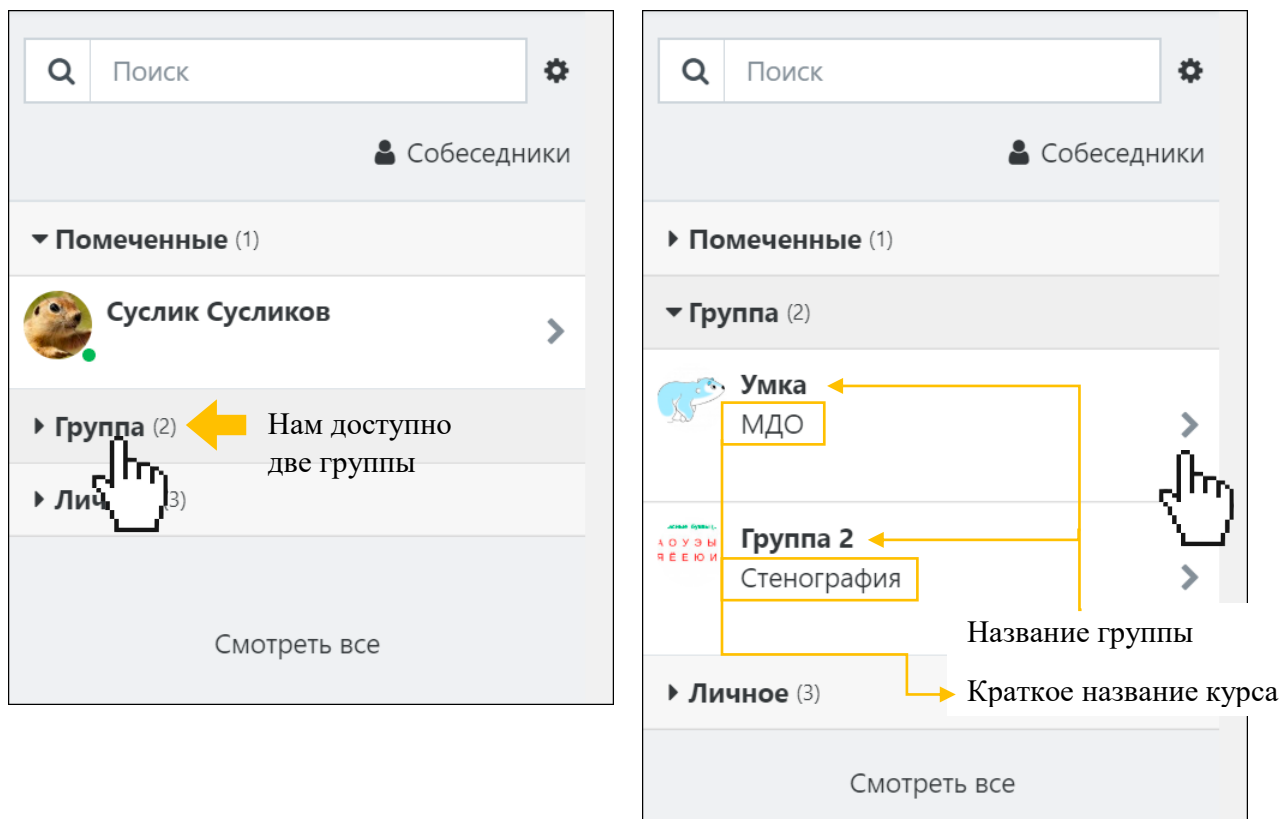 Поиск
Собеседники
Помеченные (1)
Суслик Сусликов
Группа (2)
Нам доступно
две группы
(3)
Смотреть все
Поиск
Собеседники
Помеченные (1)
Группа (2)
Умка
МДО
Группа 2
Стенография
Название группы
Краткое название курса
Личное (3)
Смотреть все